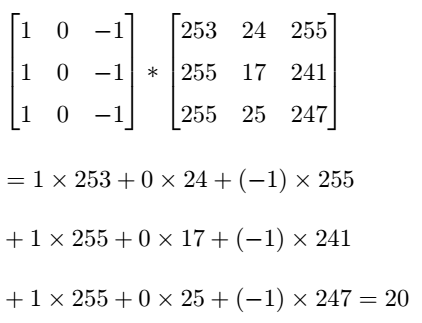 [1 0 −1] [253 24 255]
[1 0 −1] * [255 17 241]
[1 0 −1] [255 25 247]
= 1 × 253 + 0 × 24 + (−1) × 255
+ 1 × 255 + 0 × 17 + (−1) × 241
+ 1 × 255 + 0 × 25 + (−1) × 247 = 20